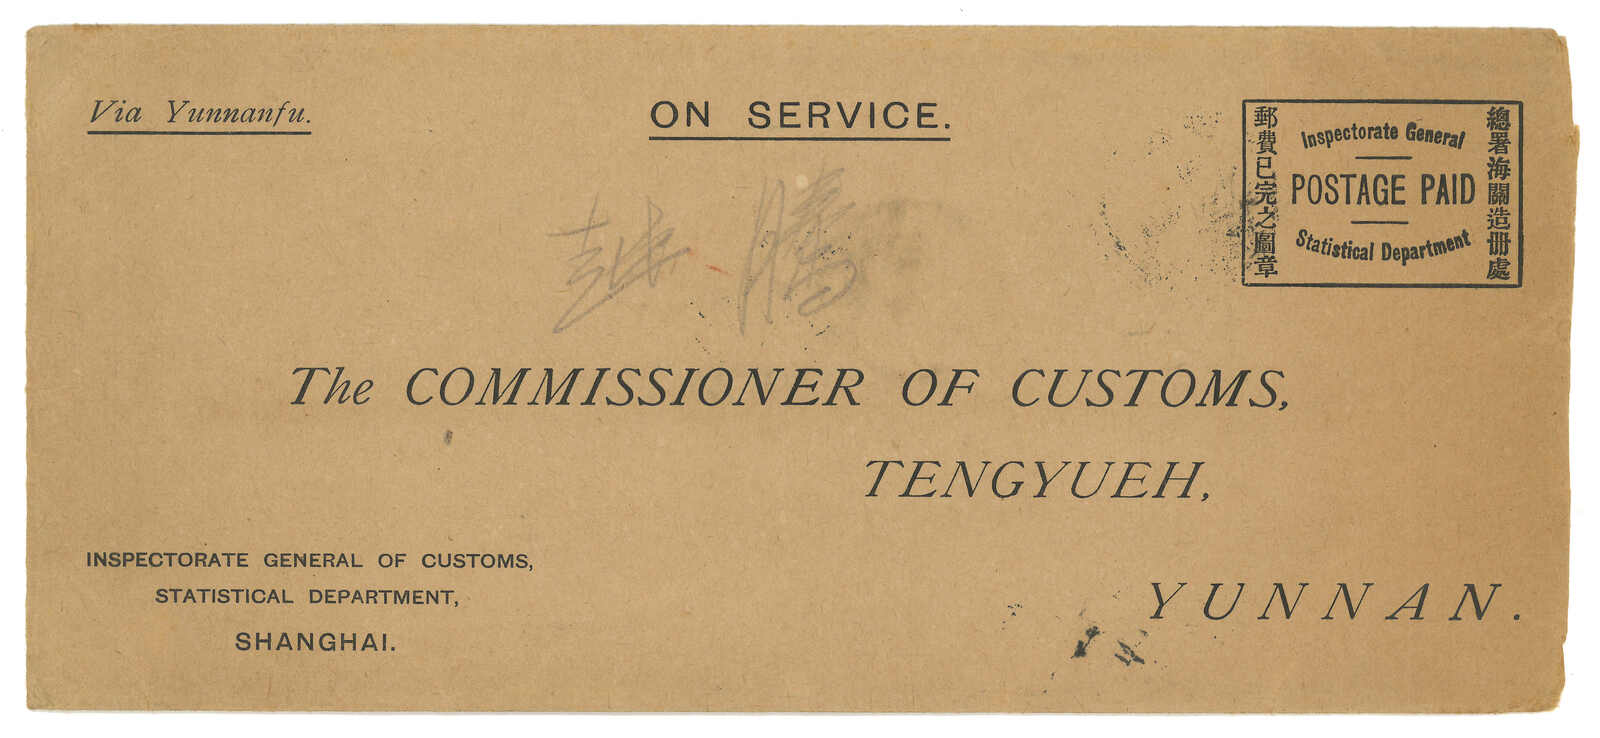 Via Yunnanfu.
ON SERVICE.
總署海關造冊處
Inspectorate General
POSTAGE PAID
Statistical Department
郵費已完之圖章
越 騰
The COMMISSIONER OF CUSTOMS,
TENGYUEH,
YUNNAN.
INSPECTORATE GENERAL OF CUSTOMS,
STATISTICAL DEPARTMENT,
SHANGHAI.